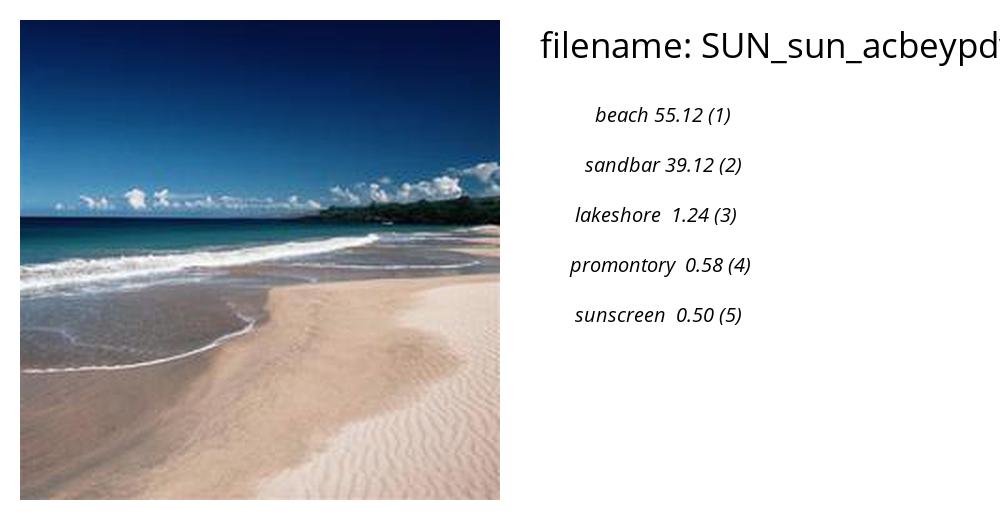 filename: SUN_sun_acbeypd
beach 55.12 (1)
sandbar 39.12 (2)
lakeshore 1.24 (3)
promontory 0.58 (4)
sunscreen 0.50 (5)